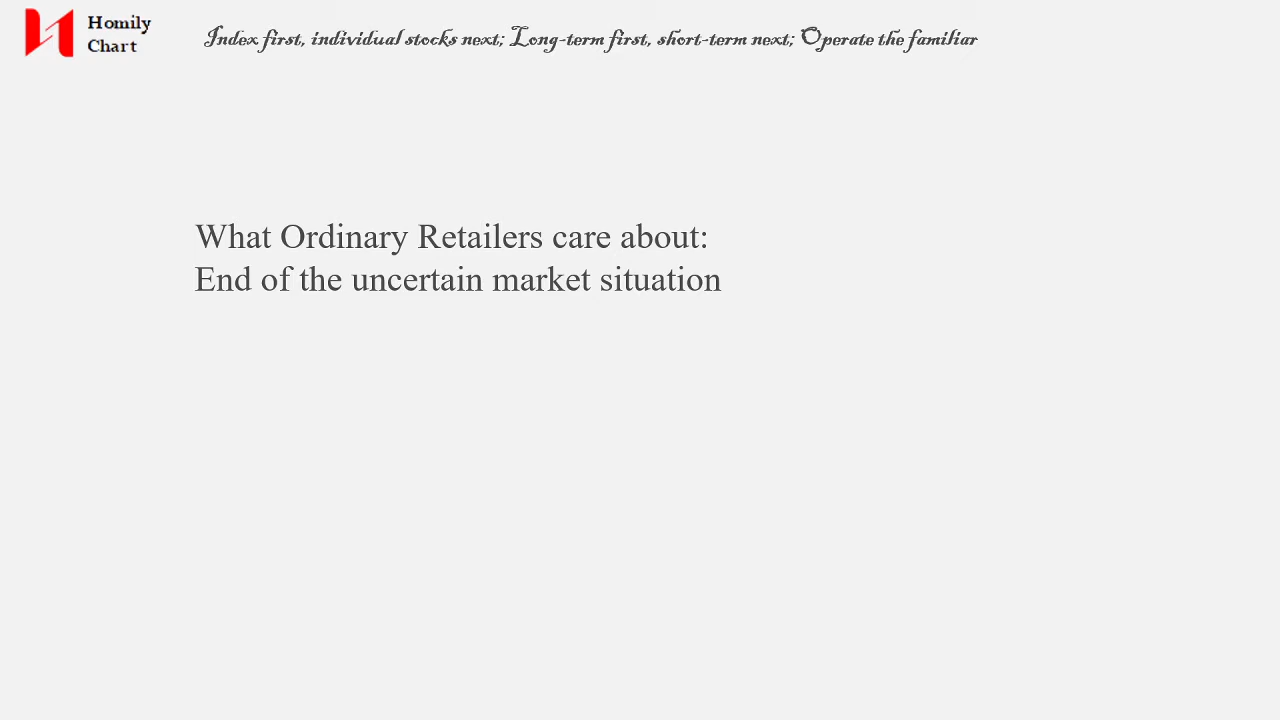 Homily
Chart
Index first, individual stocks next; Long-term first, short-term next; Operate the familiar
What Ordinary Retailers care about:
End of the uncertain market situation